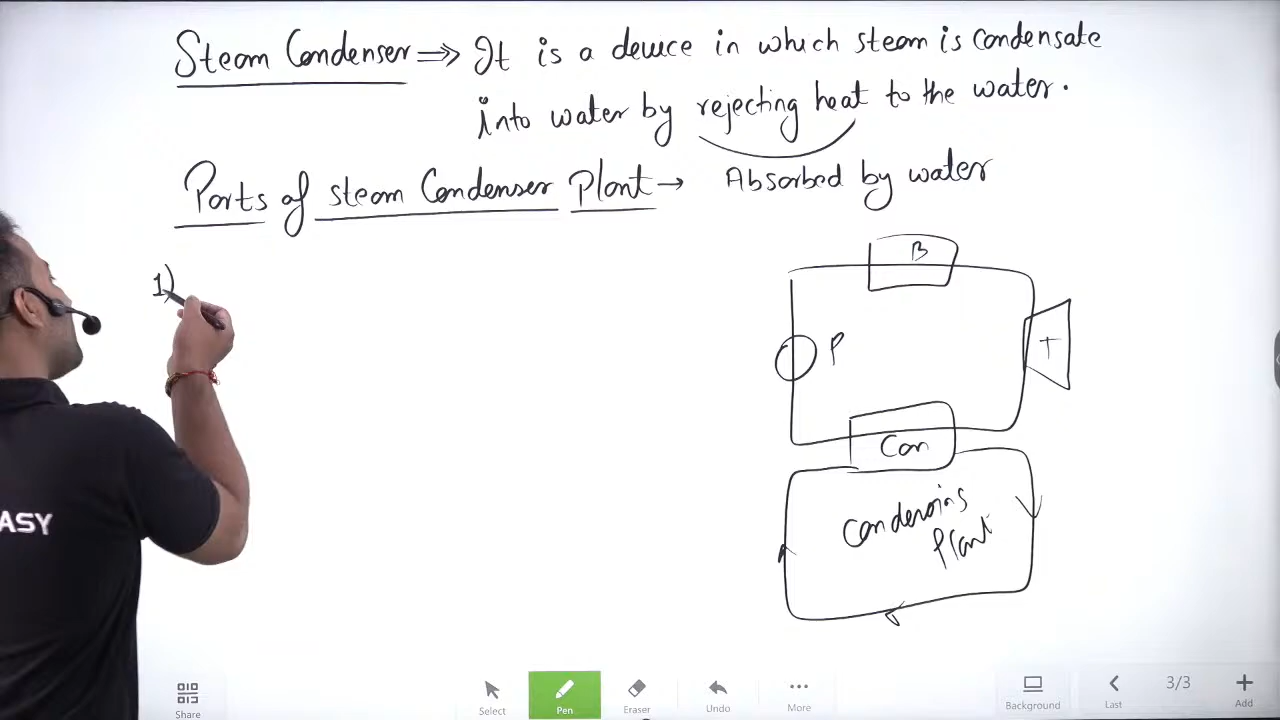 Steam Condenser ⇒ It is a device in which steam is condensate
into water by rejecting heat to the water.
Parts of steam Condenser Plant → Absorbed by water
1)
B
P
T
Con
Plant
ASY
Share
Select
Pen
Eraser
Undo
More
Background
Last
3/3
Add